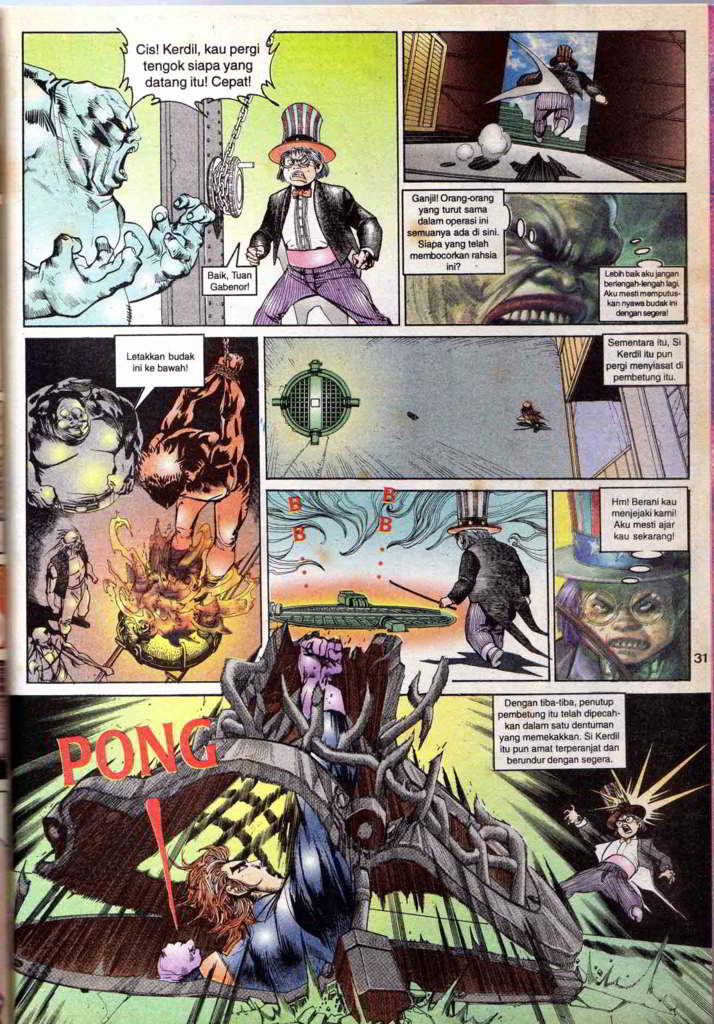 Cis! Kerdil, kau pergi
tengok siapa yang
datang itu! Cepat!
Baik, Tuan
Gabenor!
Ganjil! Orang-orang
yang turut sama
dalam operasi ini
semuanya ada di sini.
Siapa yang telah
membocorkan rahsia
ini?
Lebih baik aku jangan
berlengah-lengah lagi.
Aku mesti memputus-
kan nyawa budak ini
dengan segera!
Letakkan budak
ini ke bawah!
Sementara itu, Si
Kerdil itu pun
pergi menyiasat di
pembetung itu.
B
B
B
B
Hm! Berani kau
menjejaki kami!
Aku mesti ajar
kau sekarang!
31
Dengan tiba-tiba, penutup
pembetung itu telah dipecah-
kan dalam satu dentuman
yang memekakkan. Si Kerdil
itu pun amat terperanjat dan
berundur dengan segera.
PONG!